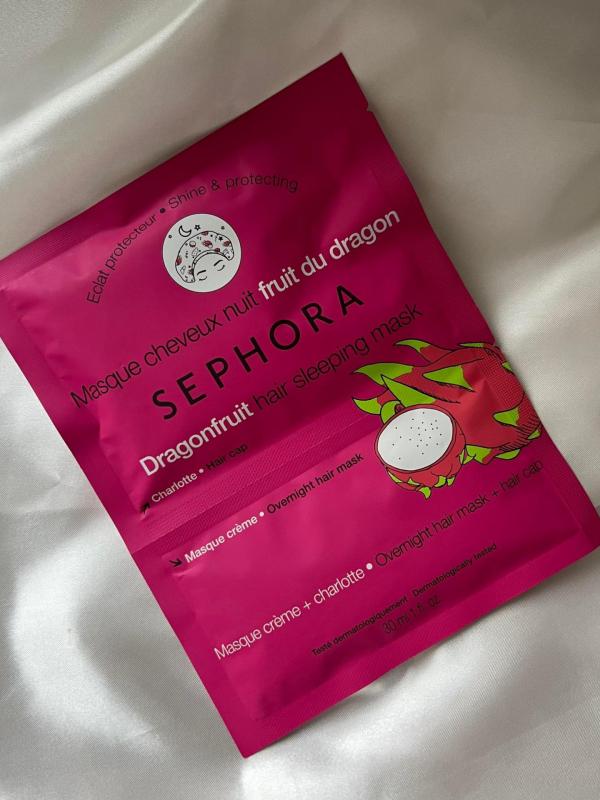 Eclat protecteur • Shine & protecting
Masque cheveux nuit fruit du dragon
SEPHORA
Dragonfruit hair sleeping mask
Charlotte • Hair cap
Masque crème • Overnight hair mask
Masque crème + charlotte • Overnight hair mask + hair cap
Testé dermatologiquement Dermatologically tested
30 ml 1 fl. oz.